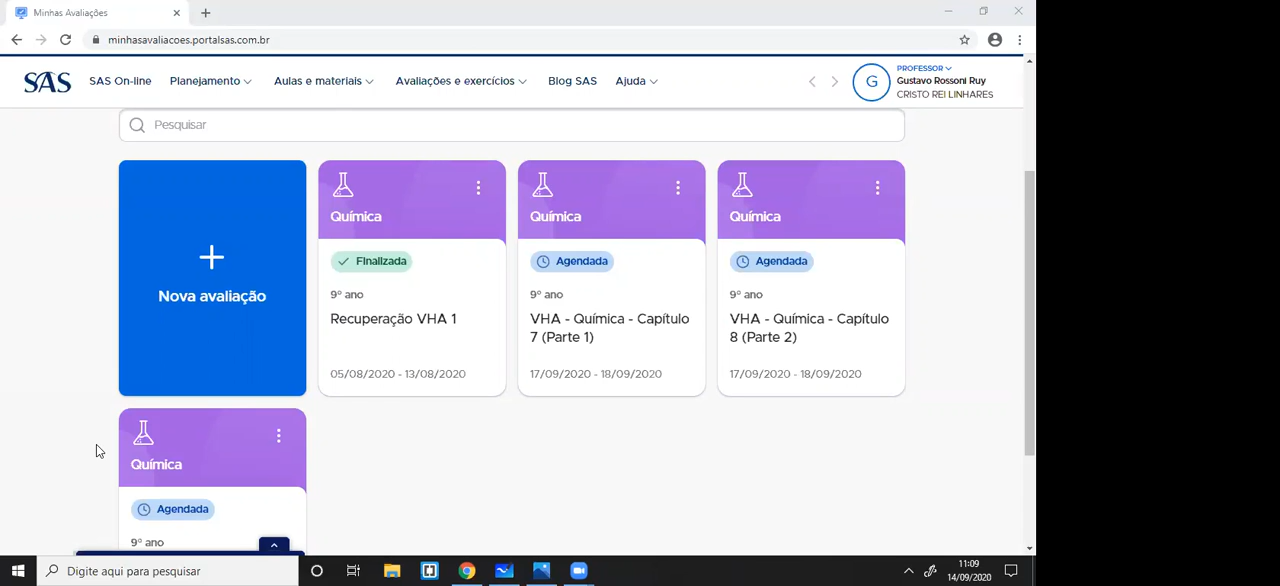 Minhas Avaliações
minhasavaliacoes.portalsas.com.br
SAS SAS On-line Planejamento Aulas e materiais Avaliações e exercícios Blog SAS Ajuda
G
PROFESSOR
Gustavo Rossoni Ruy
CRISTO REI LINHARES
Pesquisar
Nova avaliação
Química
Finalizada
9º ano
Recuperação VHA 1
05/08/2020 - 13/08/2020
Química
Agendada
9º ano
VHA - Química - Capítulo
7 (Parte 1)
17/09/2020 - 18/09/2020
Química
Agendada
9º ano
VHA - Química - Capítulo
8 (Parte 2)
17/09/2020 - 18/09/2020
Química
Agendada
9º ano
Digite aqui para pesquisar
11:09
14/09/2020